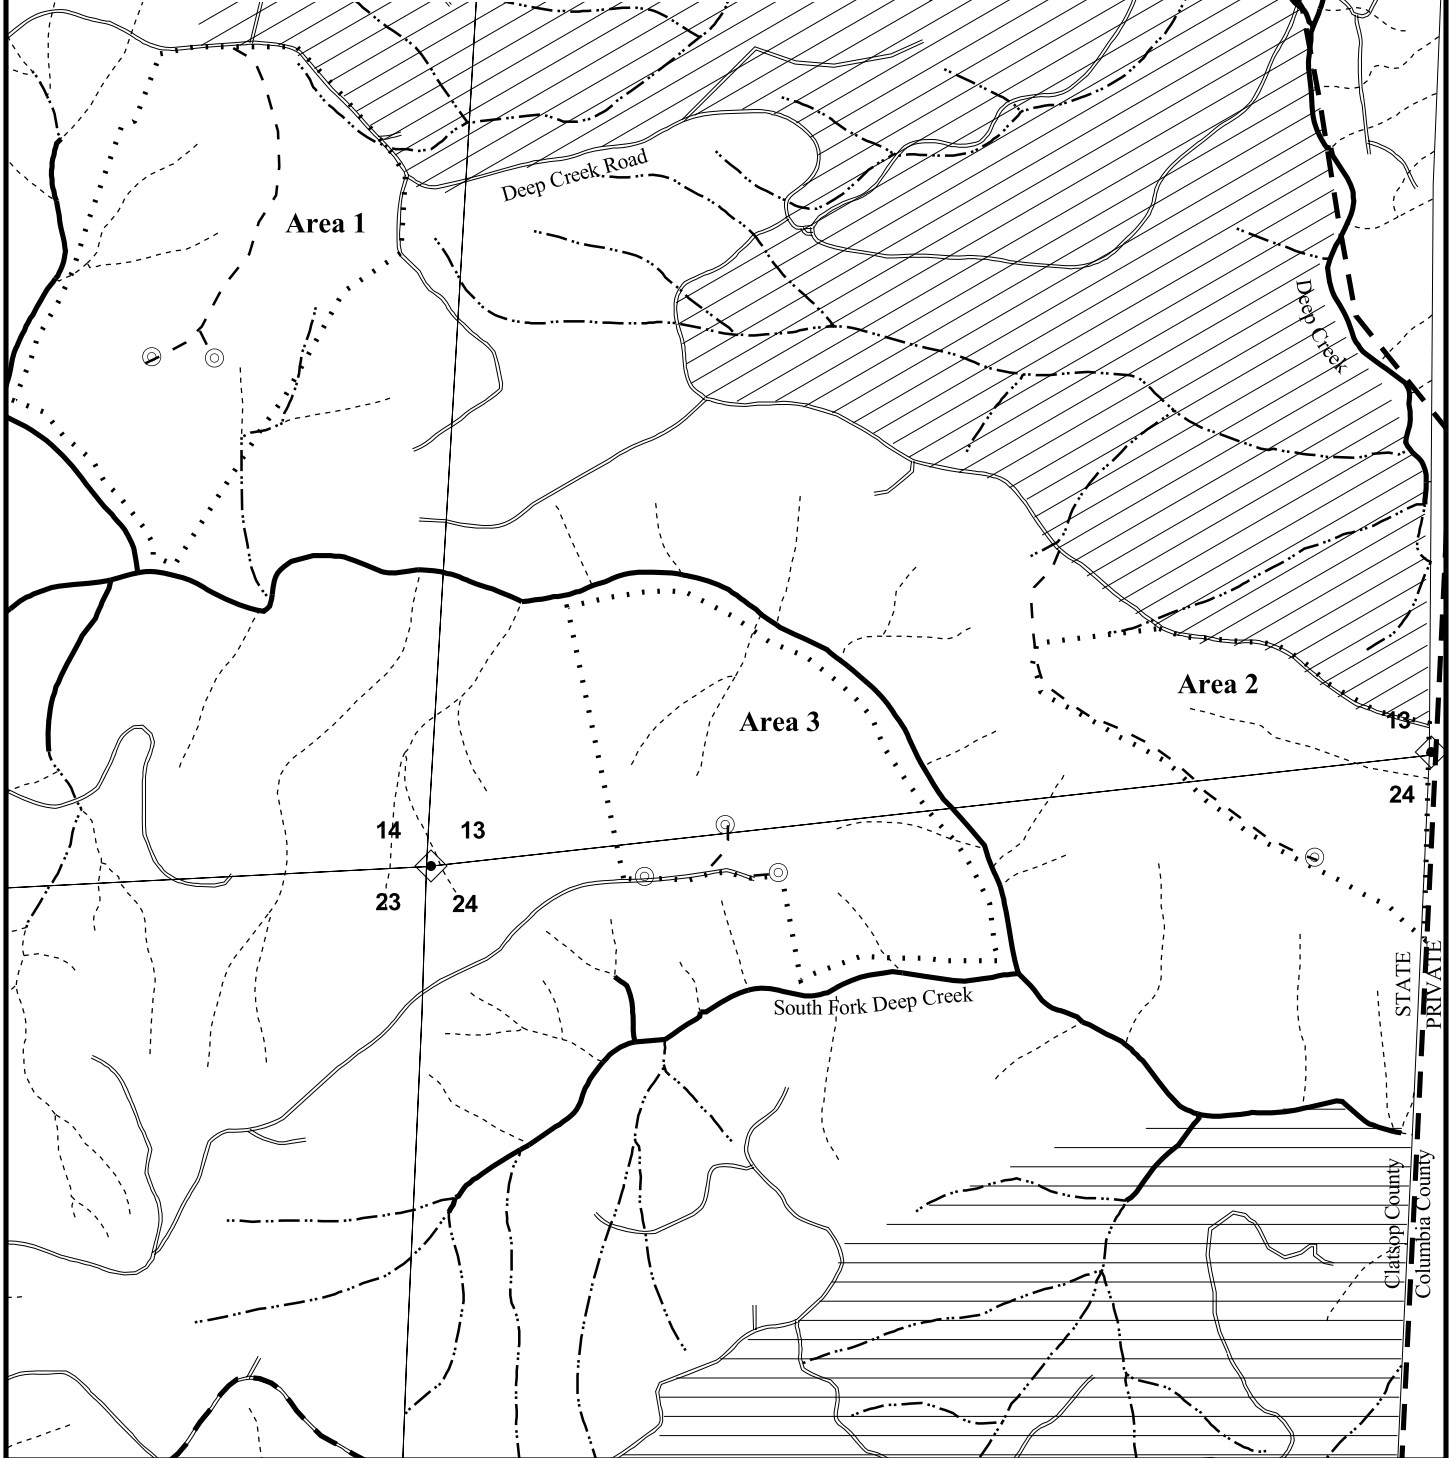 Deep Creek Road
Area 1
Deep Creek
Area 2
Area 3
13
14
13
24
23
24
STATE
PRIVATE
South Fork Deep Creek
Clatsop County
Columbia County